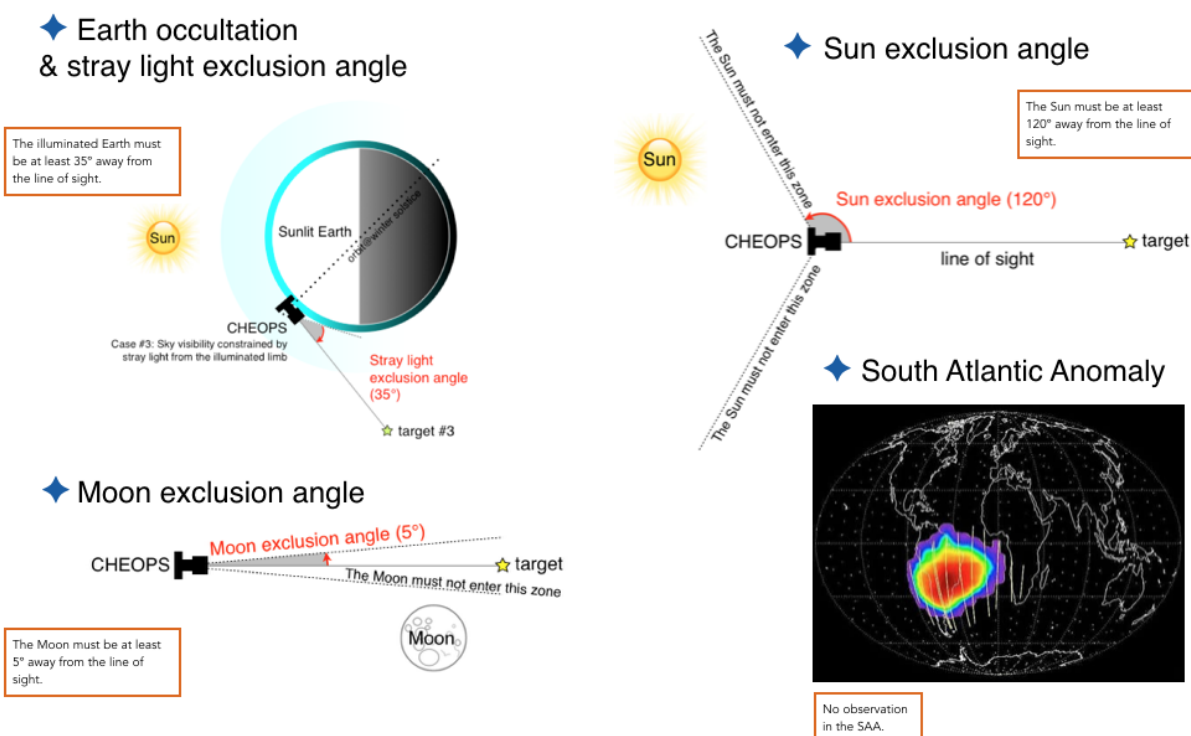 Earth occultation
& stray light exclusion angle
The illuminated Earth must
be at least 35° away from
the line of sight.
Sun
Sunlit Earth
orbit@winter solstice
CHEOPS
Case #3: Sky visibility constrained by
stray light from the illuminated limb
Stray light
exclusion angle
(35°)
target #3
Sun exclusion angle
The Sun must be at least
120° away from the line of
sight.
Sun
The Sun must not enter this zone
Sun exclusion angle (120°)
CHEOPS
target
line of sight
The Sun must not enter this zone
Moon exclusion angle
Moon exclusion angle (5°)
CHEOPS
target
The Moon must not enter this zone
Moon
The Moon must be at least
5° away from the line of
sight.
South Atlantic Anomaly
No observation
in the SAA.